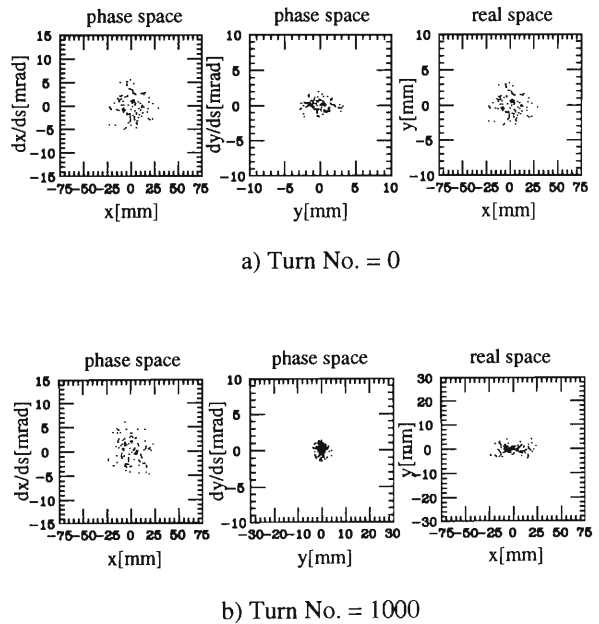 phase space phase space real space
15 10 10
10
5 5 5
0 0 0
−5 −5 −5
−10
−15 −10 −10
−75−50−25 0 25 50 75 −10 −5 0 5 10 −75−50−25 0 25 50 75
dx/ds[mrad] dy/ds[mrad] y[mm]
x[mm] y[mm] x[mm]
a) Turn No. = 0
phase space phase space real space
15 10 30
10 20
5 5 10
0 0 0
−5 −5 −10
−10 −20
−15 −10 −30
−75−50−25 0 25 50 75 −30−20−10 0 10 20 30 −75−50−25 0 25 50 75
dx/ds[mrad] dy/ds[mrad] y[mm]
x[mm] y[mm] x[mm]
b) Turn No. = 1000